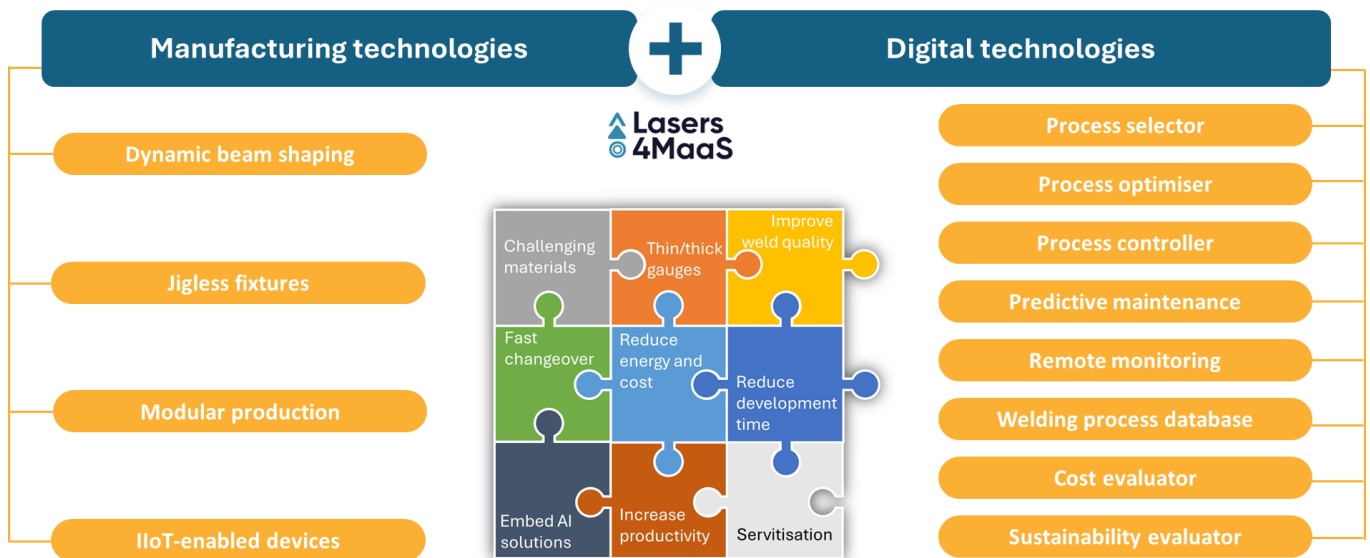 Manufacturing technologies
Digital technologies
Lasers
4MaaS
Dynamic beam shaping
Jigless fixtures
Modular production
IIoT-enabled devices
Challenging
materials
Thin/thick
gauges
Improve
weld quality
Fast
changeover
Reduce
energy and
cost
Reduce
development
time
Embed AI
solutions
Increase
productivity
Servitisation
Process selector
Process optimiser
Process controller
Predictive maintenance
Remote monitoring
Welding process database
Cost evaluator
Sustainability evaluator